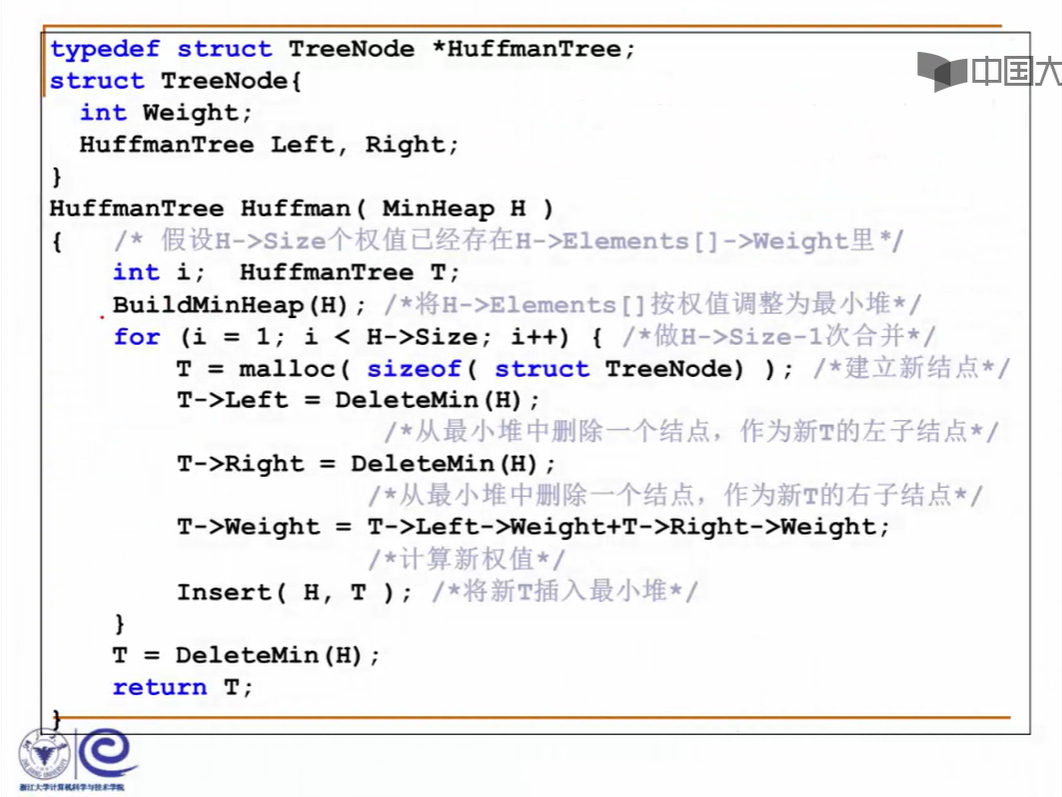 typedef struct TreeNode *HuffmanTree;
中国大
struct TreeNode{
int Weight;
HuffmanTree Left, Right;
}
HuffmanTree Huffman( MinHeap H )
{ /* 假设H->Size个权值已经存在H->Elements[]->Weight里*/
int i; HuffmanTree T;
BuildMinHeap(H); /*将H->Elements[]按权值调整为最小堆*/
for (i = 1; i < H->Size; i++) { /*做H->Size-1次合并*/
T = malloc( sizeof( struct TreeNode) ); /*建立新结点*/
T->Left = DeleteMin(H);
/*从最小堆中删除一个结点，作为新T的左子结点*/
T->Right = DeleteMin(H);
/*从最小堆中删除一个结点，作为新T的右子结点*/
T->Weight = T->Left->Weight+T->Right->Weight;
/*计算新权值*/
Insert( H, T ); /*将新T插入最小堆*/
}
T = DeleteMin(H);
return T;
}
浙江大学计算机科学与技术学院